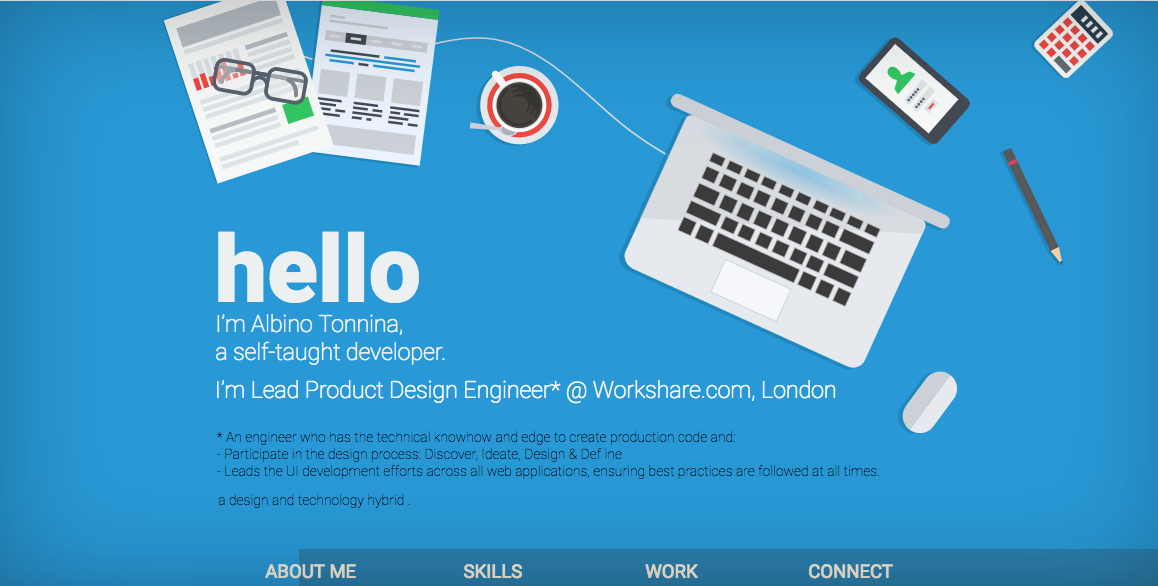 hello
I'm Albino Tonnina,
a self-taught developer.
I'm Lead Product Design Engineer* @ Workshare.com, London
* An engineer who has the technical knowhow and edge to create production code and:
- Participate in the design process: Discover, Ideate, Design & Def ine
- Leads the UI development efforts across all web applications, ensuring best practices are followed at all times.
a design and technology hybrid .
ABOUT ME SKILLS WORK CONNECT